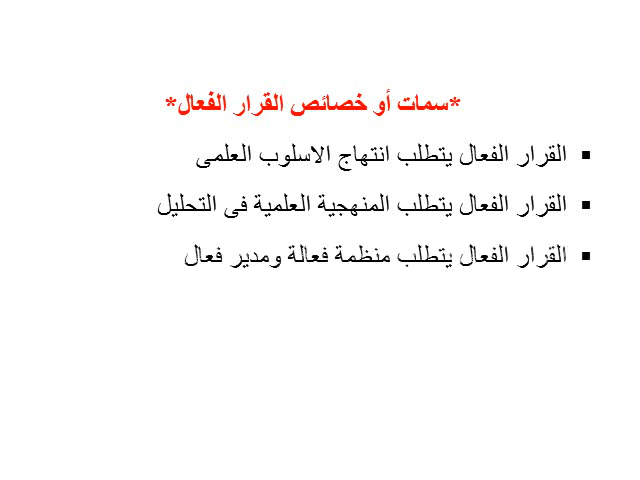 *سمات أو خصائص القرار الفعال*
▪ القرار الفعال يتطلب انتهاج الاسلوب العلمى
▪ القرار الفعال يتطلب المنهجية العلمية فى التحليل
▪ القرار الفعال يتطلب منظمة فعالة ومدير فعال